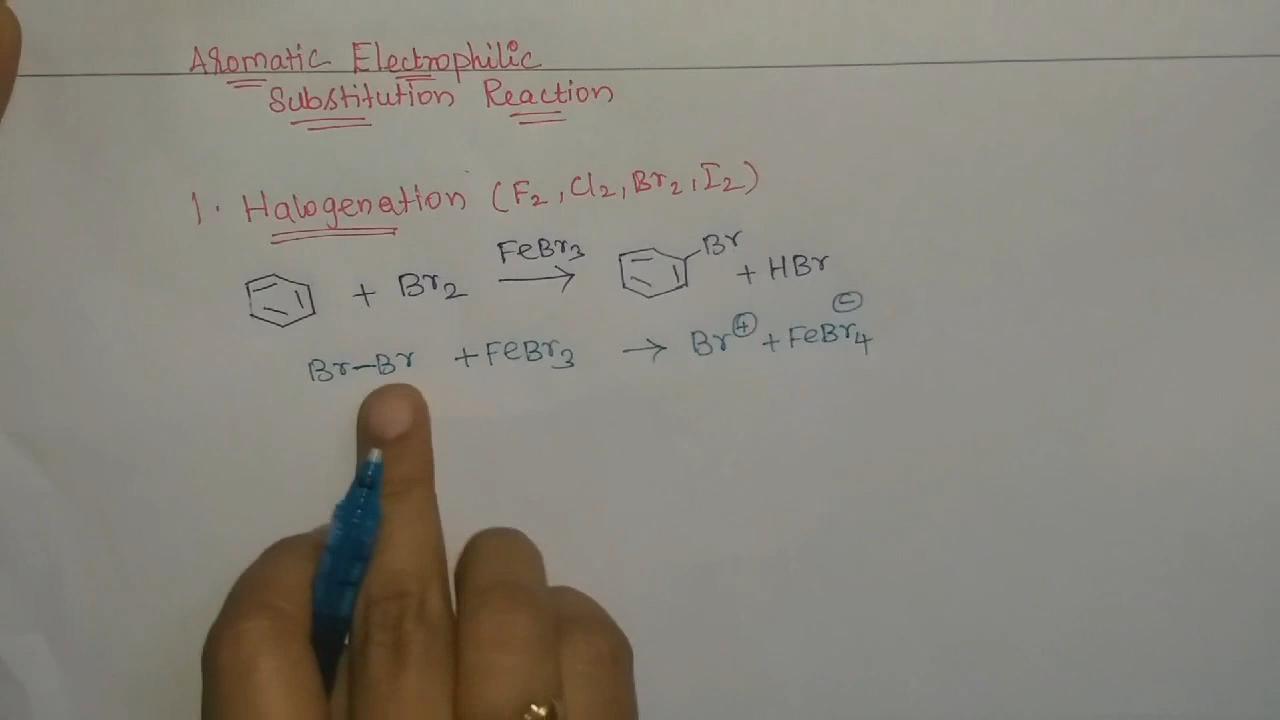 Aromatic Electrophilic
Substitution Reaction
1. Halogenation (F2, Cl2, Br2, I2)
+ Br2 FeBr3 → Br + HBr
Br-Br + FeBr3 → Br⊕ + FeBr4⊖